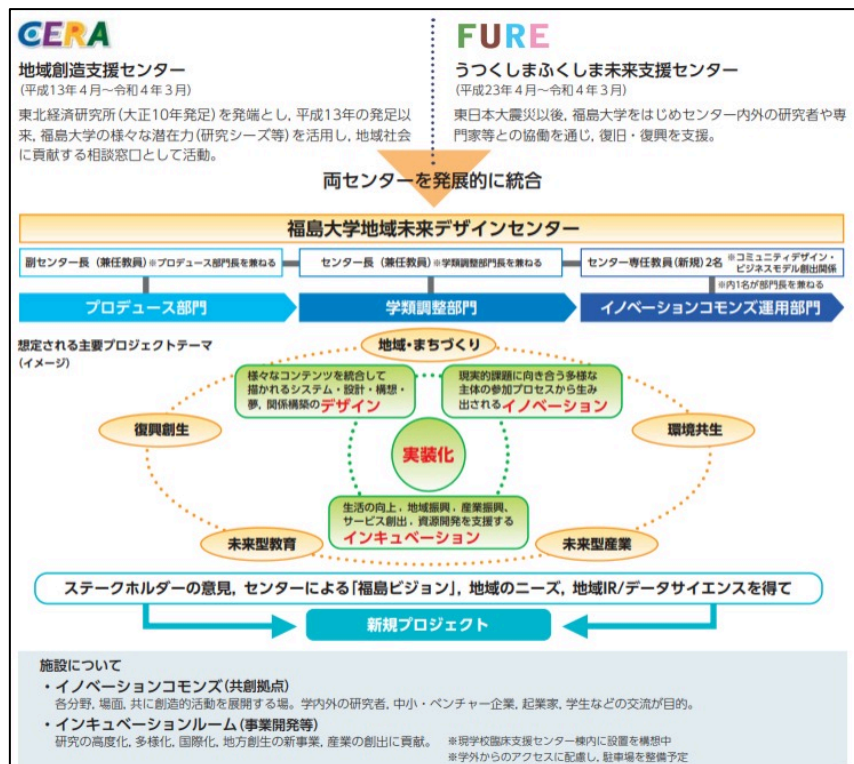 CERA
地域創造支援センター
(平成13年4月～令和4年3月)
東北経済研究所(大正10年発足)を発端とし, 平成13年の発足以
来, 福島大学の様々な潜在力(研究シーズ等)を活用し, 地域社会
に貢献する相談窓口として活動。
FURE
うつくしまふくしま未来支援センター
(平成23年4月～令和4年3月)
東日本大震災以後, 福島大学をはじめセンター内外の研究者や専
門家等との協働を通じ, 復旧・復興を支援。
両センターを発展的に統合
福島大学地域未来デザインセンター
副センター長（兼任教員）※プロデュース部門長を兼ねる
センター長（兼任教員）※学類調整部門長を兼ねる
センター専任教員(新規)2名 ※コミュニティデザイン・
ビジネスモデル創出関係
※内1名が部門長を兼ねる
プロデュース部門
学類調整部門
イノベーションコモンズ運用部門
想定される主要プロジェクトテーマ
(イメージ)
地域・まちづくり
様々なコンテンツを統合して
描かれるシステム・設計・構想・
夢, 関係構築のデザイン
現実的課題に向き合う多様な
主体の参加プロセスから生み
出されるイノベーション
復興創生
実装化
環境共生
生活の向上, 地域振興, 産業振興,
サービス創出, 資源開発を支援する
インキュベーション
未来型教育
未来型産業
ステークホルダーの意見, センターによる「福島ビジョン」, 地域のニーズ, 地域IR/データサイエンスを得て
新規プロジェクト
施設について
・イノベーションコモンズ(共創拠点)
各分野, 場面, 共に創造的活動を展開する場。学内外の研究者, 中小・ベンチャー企業, 起業家, 学生などの交流が目的。
・インキュベーションルーム(事業開発等)
研究の高度化, 多様化, 国際化, 地方創生の新事業, 産業の創出に貢献。
※現学校臨床支援センター棟内に設置を構想中
※学外からのアクセスに配慮し, 駐車場を整備予定